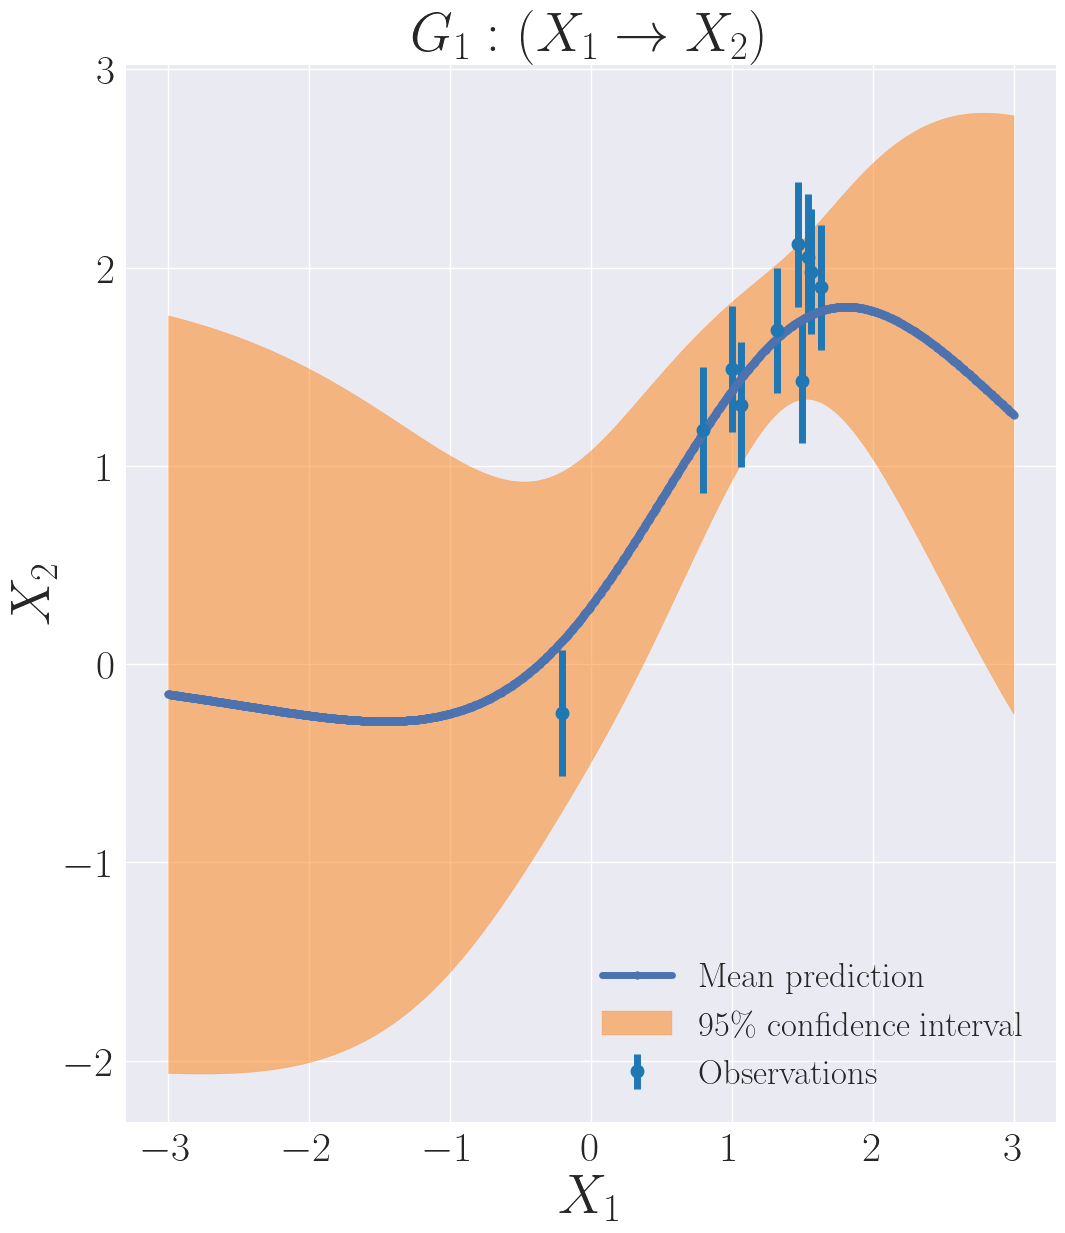 G₁ : (X₁ → X₂)
3
2
1
0
−1
−2
X₂
Mean prediction
95% confidence interval
Observations
−3 −2 −1 0 1 2 3
X₁